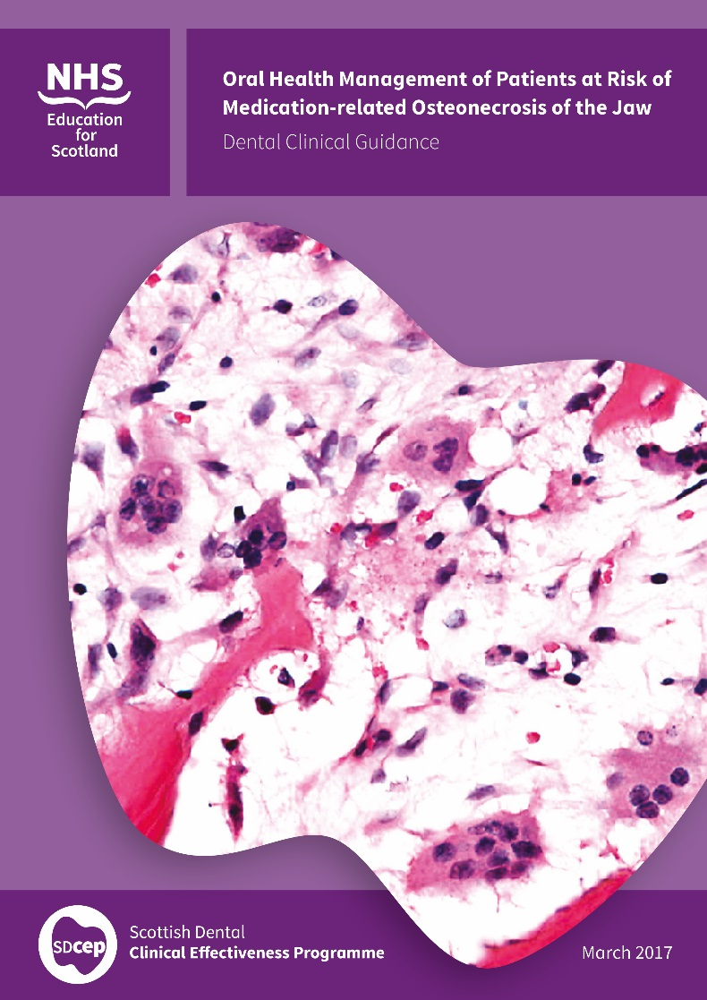 NHS
Education
for
Scotland
Oral Health Management of Patients at Risk of
Medication-related Osteonecrosis of the Jaw
Dental Clinical Guidance
SDcep
Scottish Dental
Clinical Effectiveness Programme
March 2017